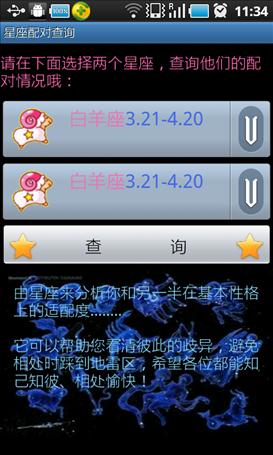 100%
R
11:34
星座配对查询
请在下面选择两个星座，查询他们的配
对情况哦：
白羊座3.21-4.20
白羊座3.21-4.20
查 询
由星座来分析你和另一半在基本性格
上的适配度........
它可以帮助您看清彼此的歧异，避免
相处时踩到地雷区，希望各位都能知
己知彼、相处愉快！